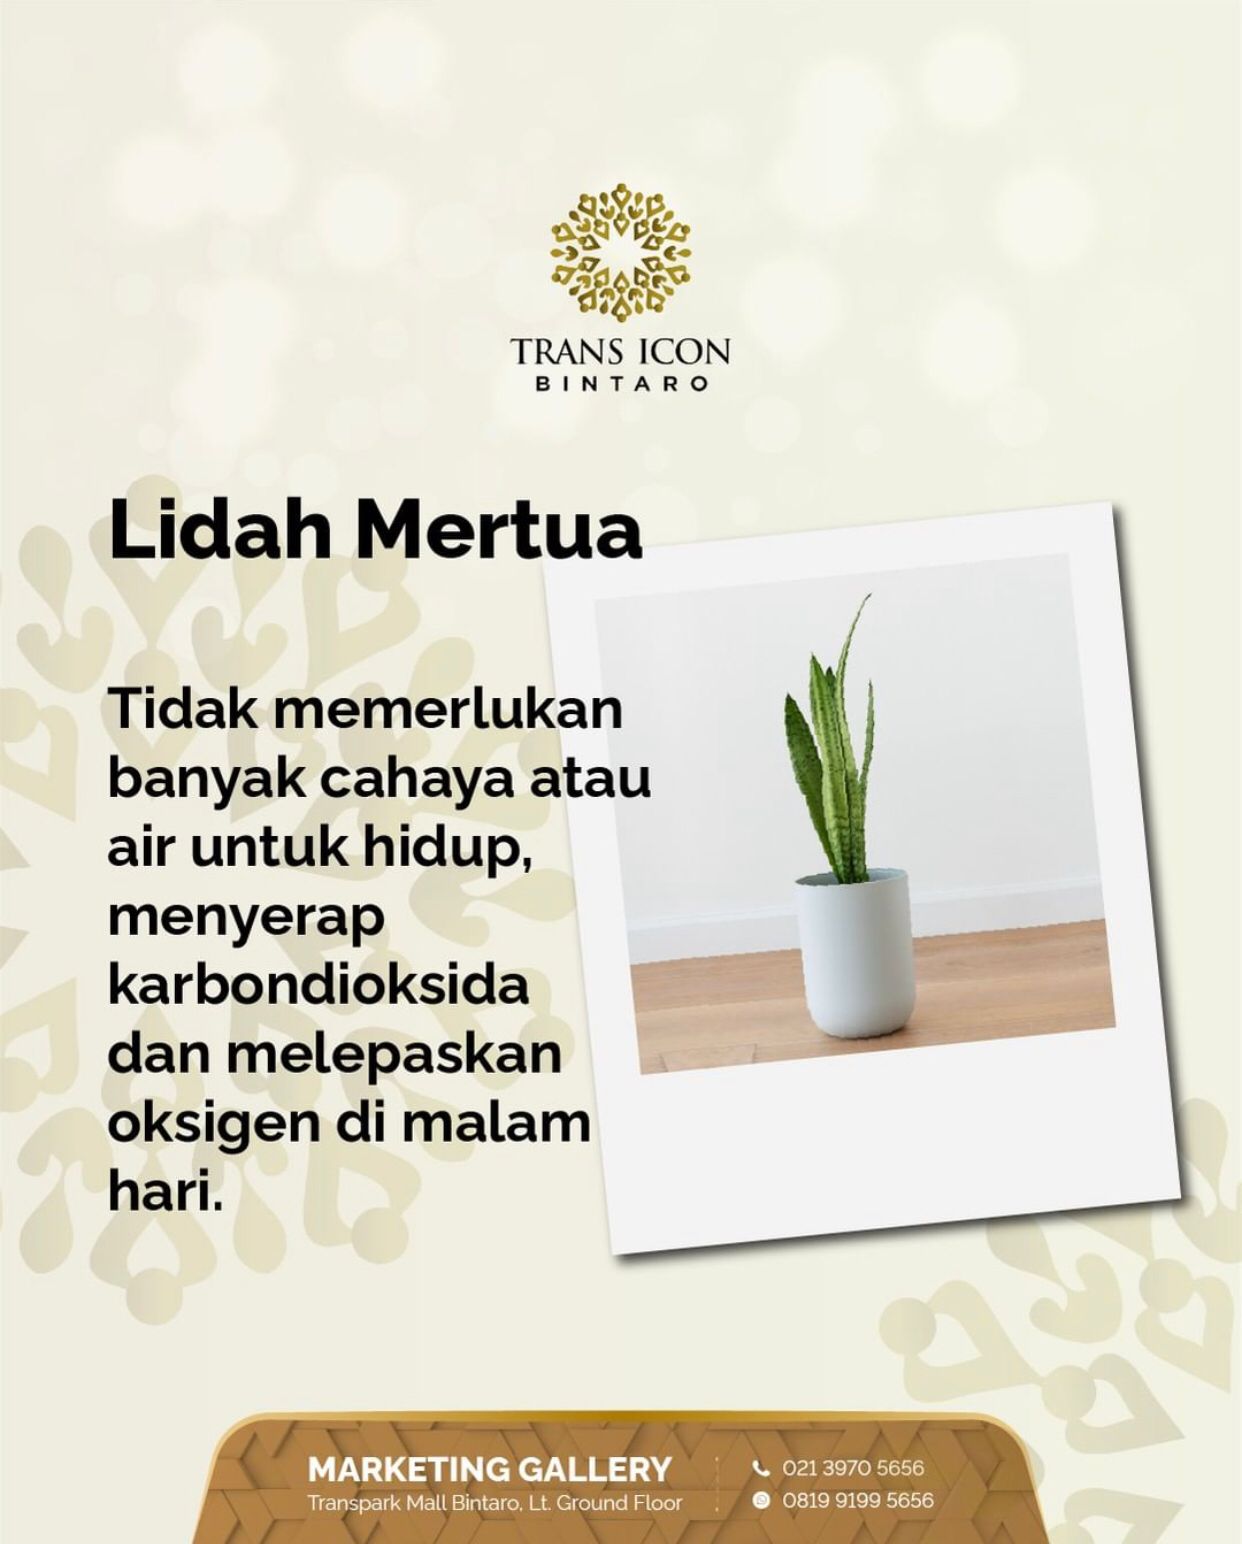 TRANS ICON
BINTARO
Lidah Mertua
Tidak memerlukan
banyak cahaya atau
air untuk hidup,
menyerap
karbondioksida
dan melepaskan
oksigen di malam
hari.
MARKETING GALLERY
Transpark Mall Bintaro, Lt. Ground Floor
021 3970 5656
0819 9199 5656